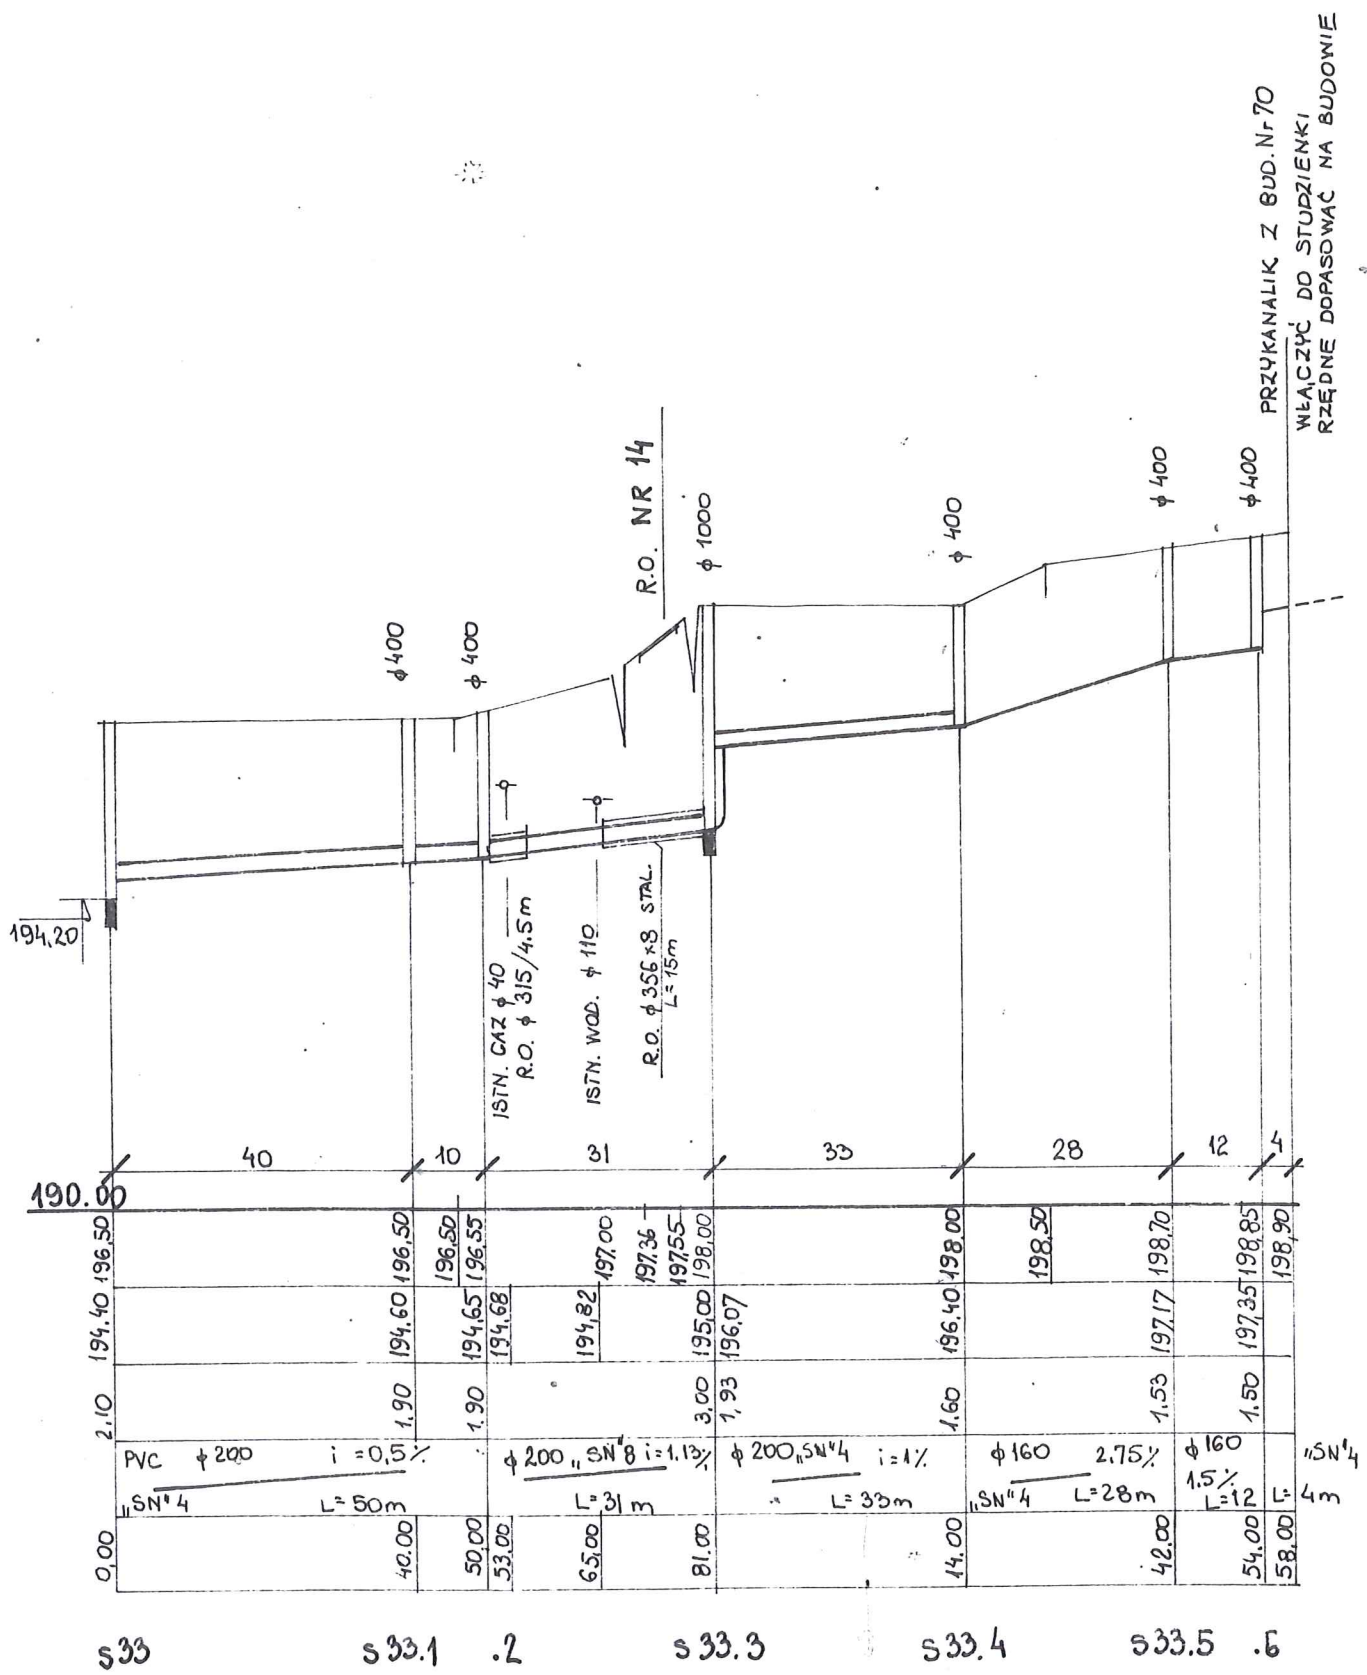 PRZYKANALIK Z BUD. Nr 70
WŁĄCZYĆ DO STUDZIENKI
RZĘDNE DOPASOWAĆ NA BUDOWIE
R.O. NR 14
φ 400
φ 400
φ 1000
φ 400
φ 400
φ 400
194,20
ISTN. GAZ φ 40
R.O. φ 315/4.5m
ISTN. WOD. φ 110
R.O. φ 356×8 STAL.
L=15m
40 10 31 33 28 12 4
190.00
196,50 196,50 196,50 196,55 197,00 197,36 197,55 198,00 198,00 198,50 198,70 198,85 198,90
194.40 194.60 194,65 194,68 194,82 195,00 196,07 196.40 197.17 197,35
2.10 1.90 1.90 3.00 1,93 1.60 1.53 1.50
PVC φ 200 i=0,5% φ 200 „SN" 8 i=1.13% φ 200 „SN" 4 i=1% φ 160 2.75% φ 160 „SN" 4
1.5%
„SN" 4 L=50m L=31m L=33m „SN" 4 L=28m L=12 L= 4m
0,00 40.00 50,00 53,00 65,00 81.00 14.00 42.00 54.00 58,00
S33 S33.1 .2 S33.3 S33.4 S33.5 .6